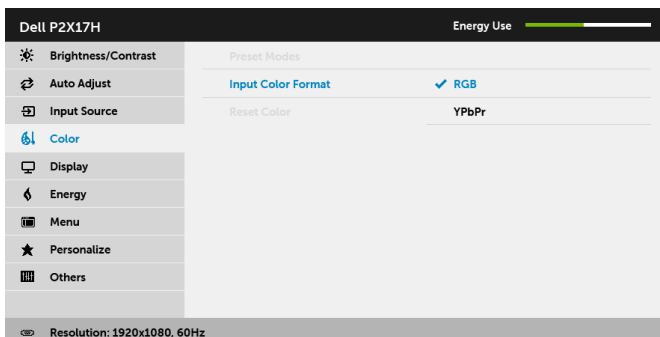 Dell P2X17H Energy Use
Brightness/Contrast Preset Modes
Auto Adjust Input Color Format RGB
Input Source Reset Color YPbPr
Color
Display
Energy
Menu
Personalize
Others
Resolution: 1920x1080, 60Hz